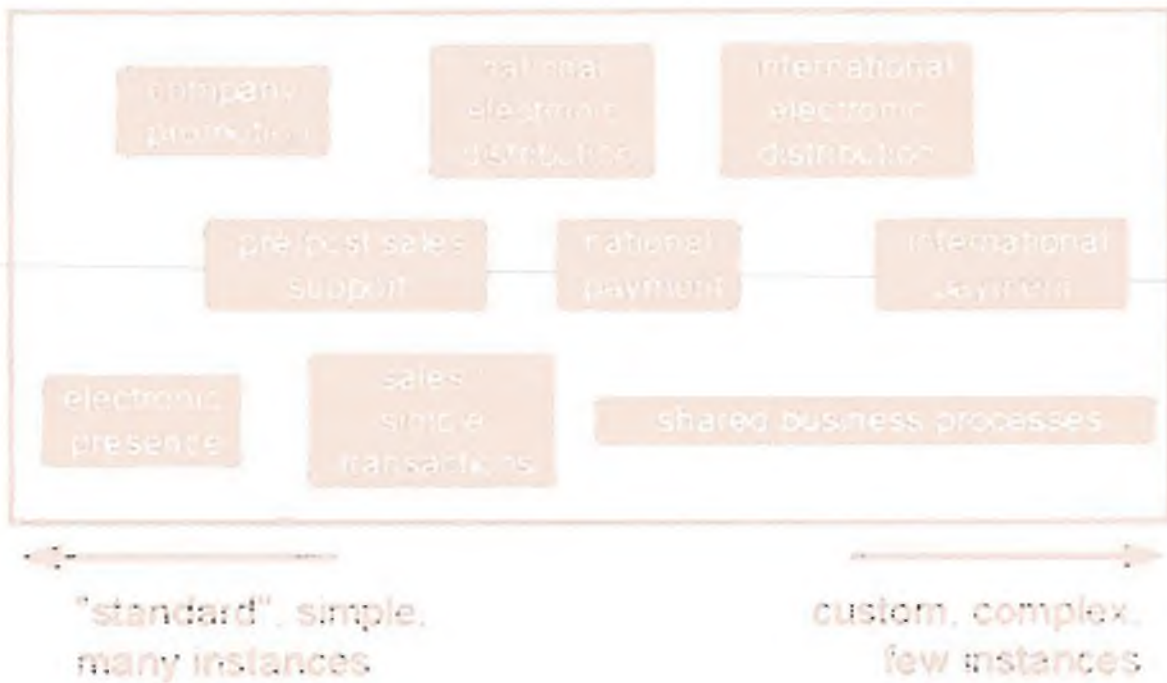 company
promotion
national
electronic
distribution
international
electronic
distribution
pre/post sales
support
national
payment
international
payment
electronic
presence
sales
simple
transactions
shared business processes
"standard", simple,
many instances
custom, complex,
few instances